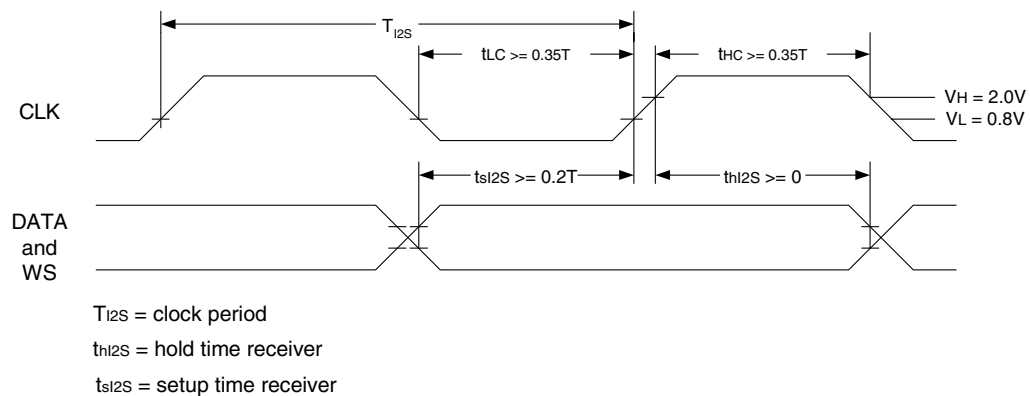 TI2S
tLC >= 0.35T
tHC >= 0.35T
CLK
VH = 2.0V
VL = 0.8V
tsI2S >= 0.2T
thI2S >= 0
DATA
and
WS
TI2S = clock period
thI2S = hold time receiver
tsI2S = setup time receiver